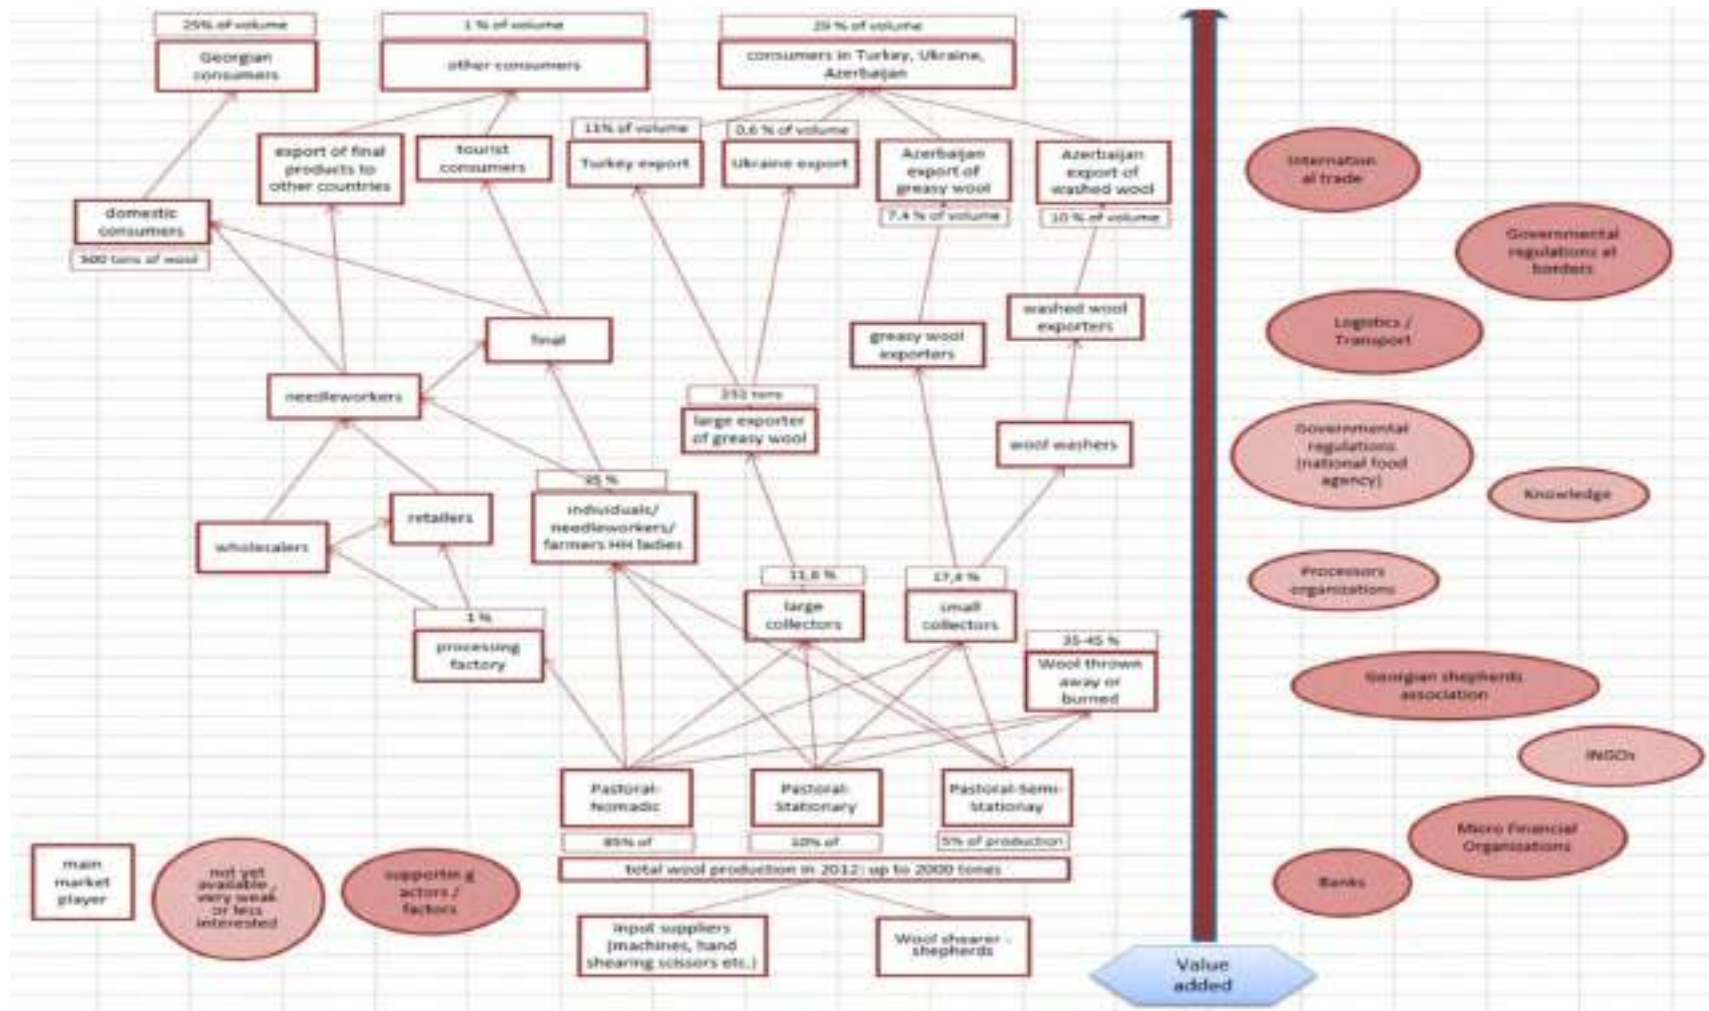 25% of volume
Georgian
consumers
1 % of volume
other consumers
29 % of volume
consumers in Turkey, Ukraine,
Azerbaijan
export of final
products to
other countries
tourist
consumers
11% of volume
Turkey export
0,6 % of volume
Ukraine export
Azerbaijan
export of
greasy wool
7.4 % of volume
Azerbaijan
export of
washed wool
10 % of volume
domestic
consumers
500 tons of wool
final
needleworkers
greasy wool
exporters
washed wool
exporters
tons
large exporter
of greasy wool
wool washers
wholesalers
retailers
individuals/
needleworkers/
farmers HH ladies
1 %
processing
factory
11,6 %
large
collectors
17,4 %
small
collectors
35-45 %
Wool thrown
away or
burned
Pastoral-
Nomadic
85% of
Pastoral-
Stationary
10% of
Pastoral-Semi-
Stationay
5% of production
total wool production in 2012: up to 2000 tones
Input suppliers
(machines, hand
shearing scissors etc.)
Wool shearer -
shepherds
main
market
player
not yet
available /
very weak
or less
interested
supportin g
actors /
factors
Value
added
Internation
al trade
Governmental
regulations at
borders
Logistics /
Transport
Governmental
regulations
(national food
agency)
Knowledge
Processors
organizations
Georgian shepherds
association
INGOs
Micro Financial
Organizations
Banks